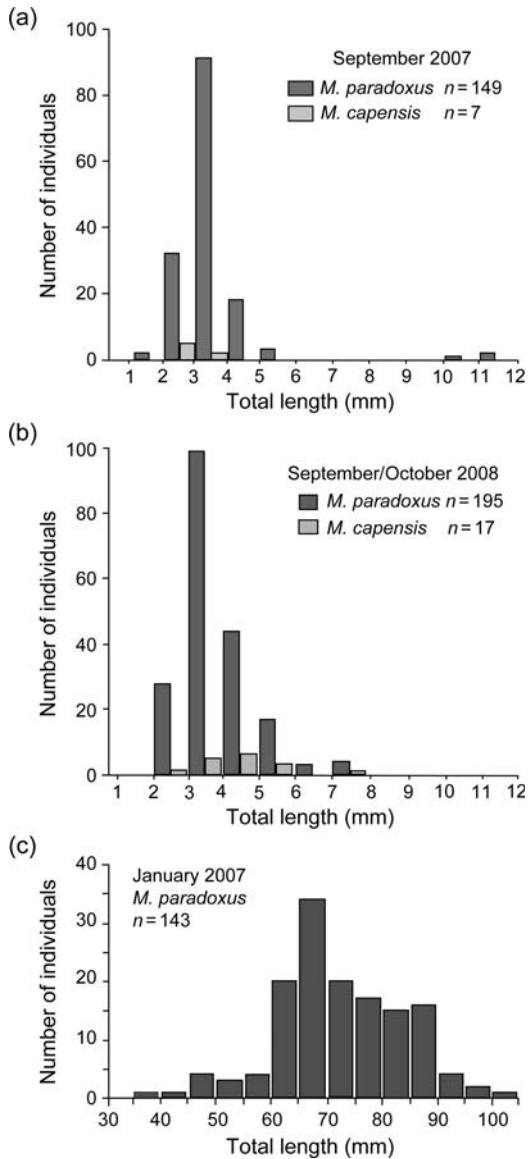 (a)
100
80
60
40
20
0
Number of individuals
September 2007
M. paradoxus n = 149
M. capensis n = 7
1 2 3 4 5 6 7 8 9 10 11 12
Total length (mm)
(b)
100
80
60
40
20
0
Number of individuals
September/October 2008
M. paradoxus n = 195
M. capensis n = 17
1 2 3 4 5 6 7 8 9 10 11 12
Total length (mm)
(c)
40
30
20
10
0
Number of individuals
January 2007
M. paradoxus
n = 143
30 40 50 60 70 80 90 100
Total length (mm)